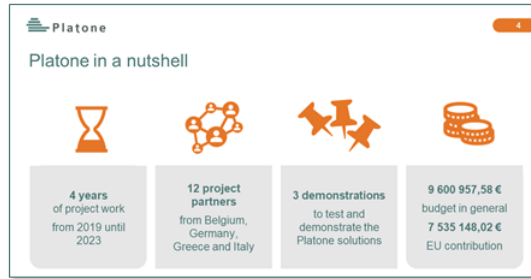 Platone
4
Platone in a nutshell
4 years
of project work
from 2019 until
2023
12 project
partners
from Belgium,
Germany,
Greece and Italy
3 demonstrations
to test and
demonstrate the
Platone solutions
9 600 957,58 €
budget in general
7 535 148,02 €
EU contribution